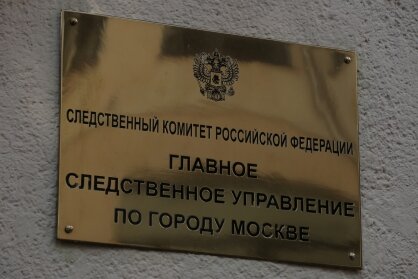 СЛЕДСТВЕННЫЙ КОМИТЕТ РОССИЙСКОЙ ФЕДЕРАЦИИ
ГЛАВНОЕ
СЛЕДСТВЕННОЕ УПРАВЛЕНИЕ
ПО ГОРОДУ МОСКВЕ